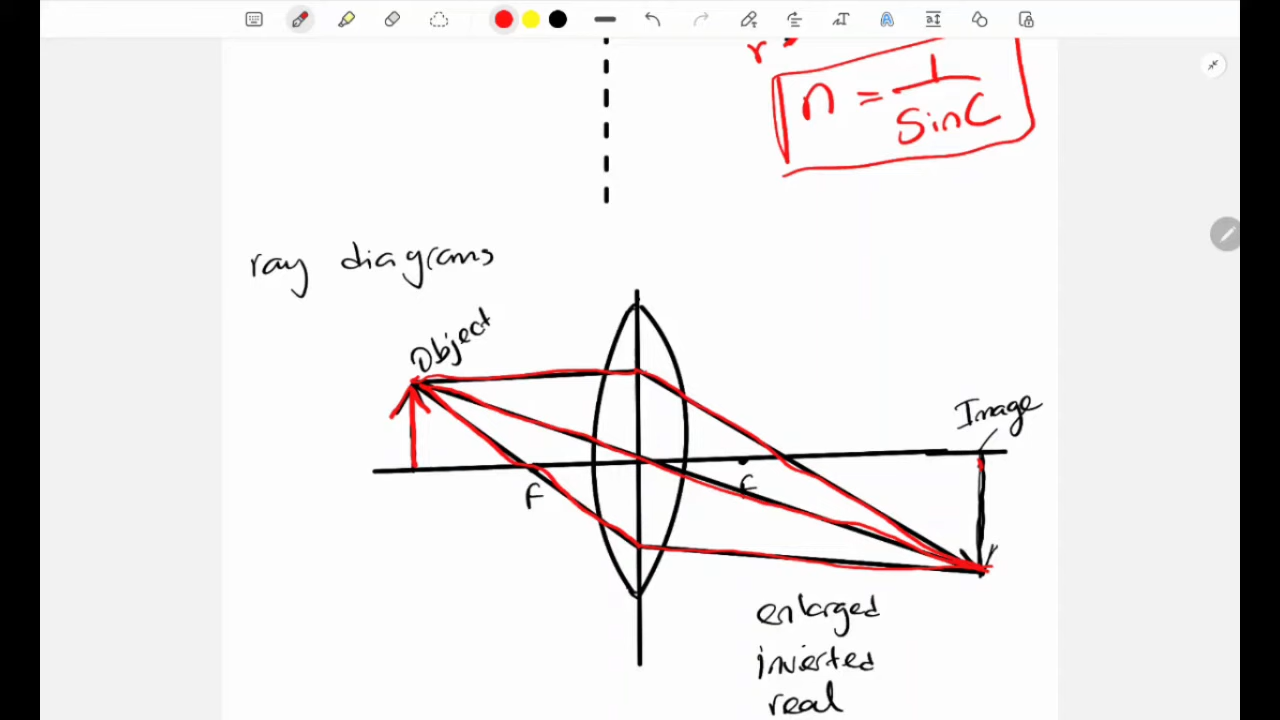 r
n = 1/sinC
ray diagrams
Object
Image
F
F
enlarged
inverted
real